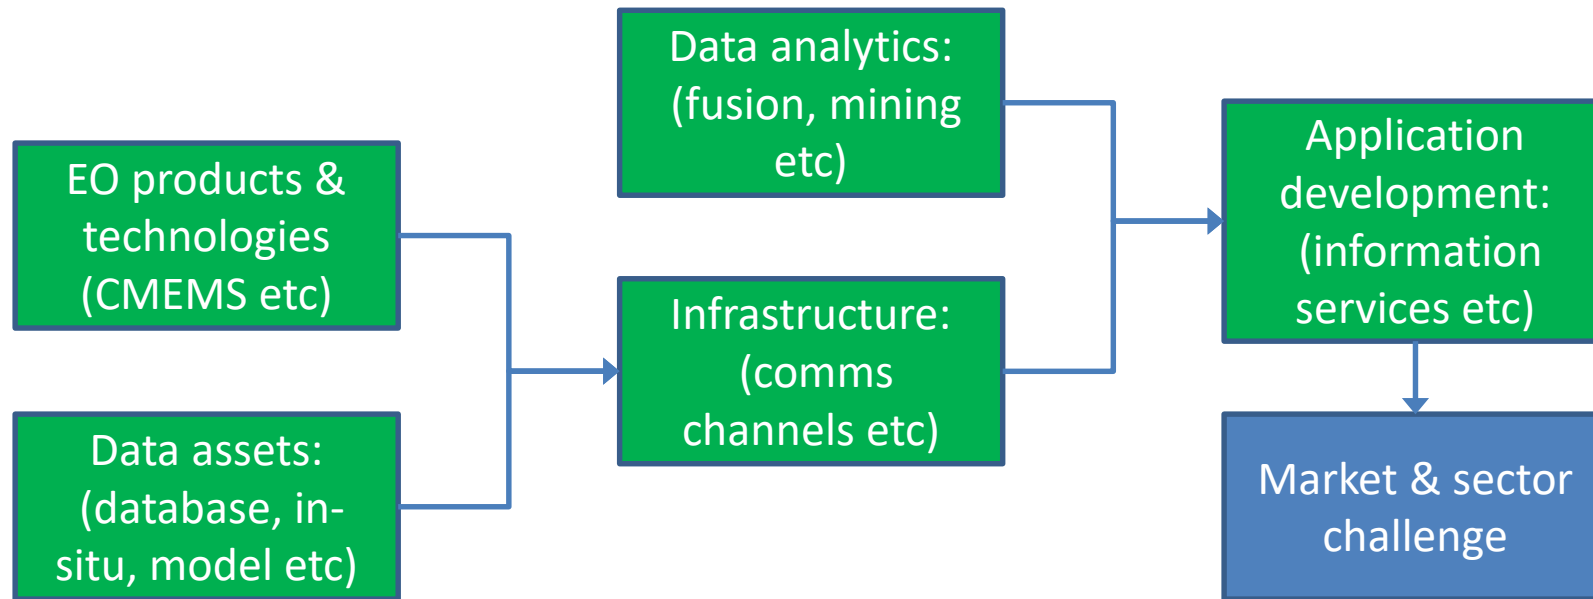 EO products &
technologies
(CMEMS etc)
Data assets:
(database, in-
situ, model etc)
Data analytics:
(fusion, mining
etc)
Infrastructure:
(comms
channels etc)
Application
development:
(information
services etc)
Market & sector
challenge